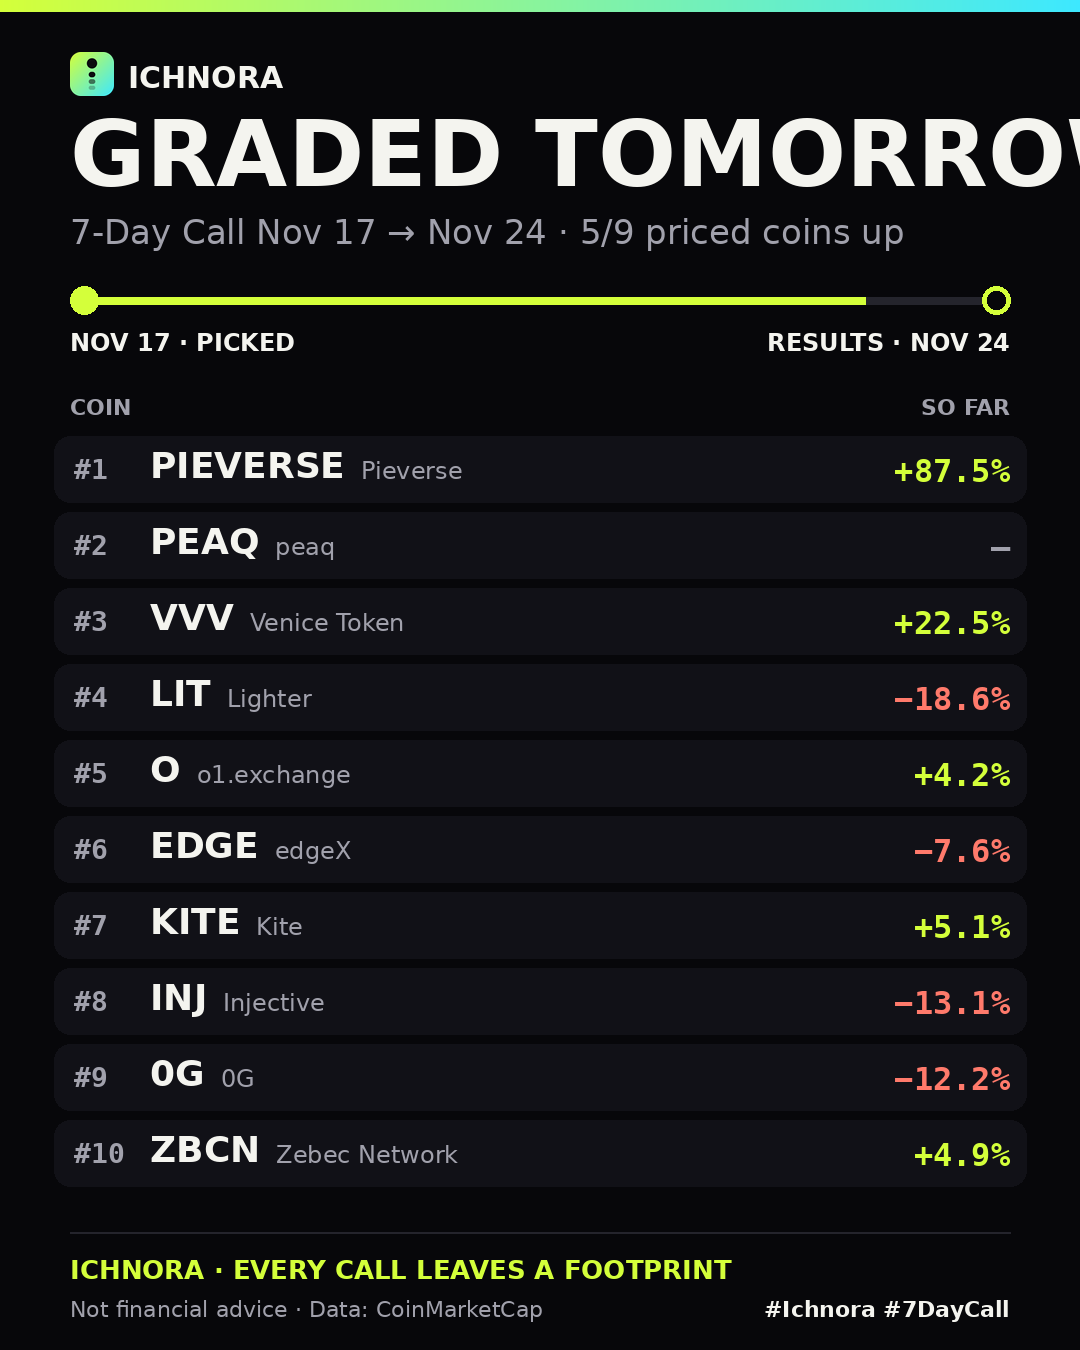 ICHNORA
GRADED TOMORROW
7-Day Call Nov 17 → Nov 24 · 5/9 priced coins up
NOV 17 · PICKED RESULTS · NOV 24
COIN SO FAR
#1 PIEVERSE Pieverse +87.5%
#2 PEAQ peaq –
#3 VVV Venice Token +22.5%
#4 LIT Lighter −18.6%
#5 O o1.exchange +4.2%
#6 EDGE edgeX −7.6%
#7 KITE Kite +5.1%
#8 INJ Injective −13.1%
#9 0G 0G −12.2%
#10 ZBCN Zebec Network +4.9%
ICHNORA · EVERY CALL LEAVES A FOOTPRINT
Not financial advice · Data: CoinMarketCap #Ichnora #7DayCall